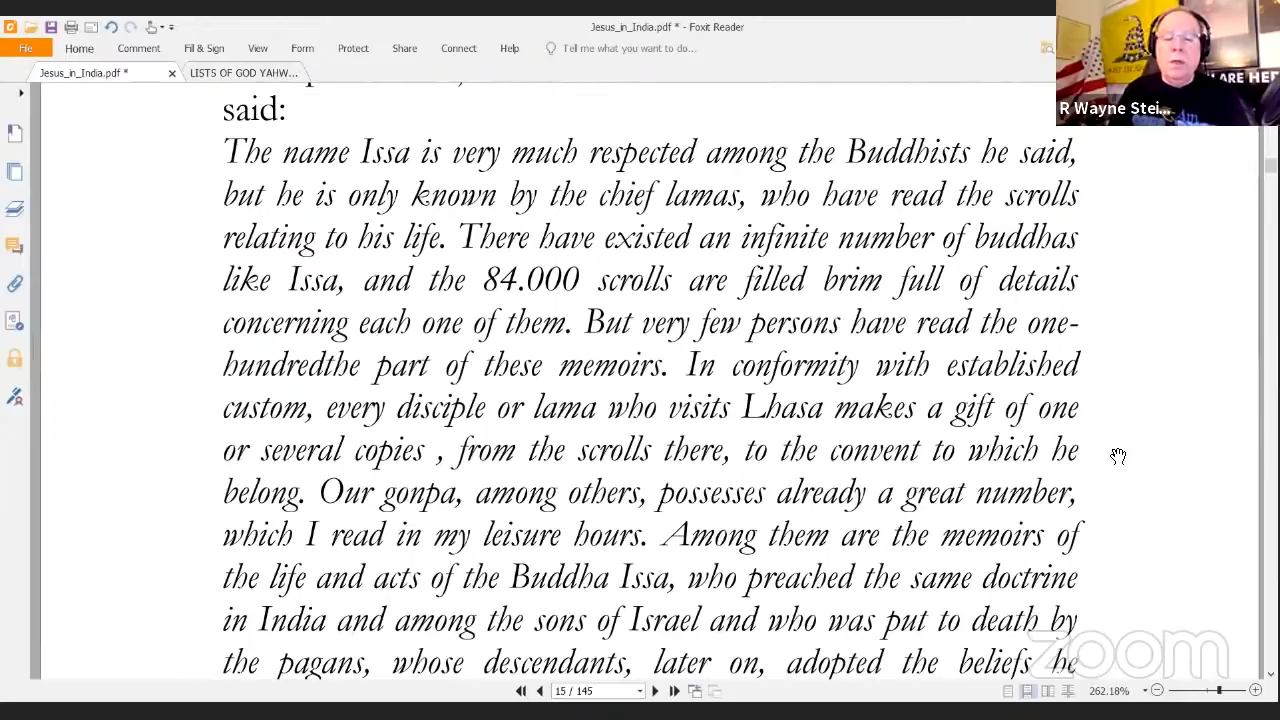 Jesus_in_India.pdf * - Foxit Reader
File Home Comment Fill & Sign View Form Protect Share Connect Help Tell me what you want to do...
Jesus_in_India.pdf * LISTS OF GOD YAHW...
ARE HE
R Wayne Stei...
said:
The name Issa is very much respected among the Buddhists he said,
but he is only known by the chief lamas, who have read the scrolls
relating to his life. There have existed an infinite number of buddhas
like Issa, and the 84.000 scrolls are filled brim full of details
concerning each one of them. But very few persons have read the one-
hundredthe part of these memoirs. In conformity with established
custom, every disciple or lama who visits Lhasa makes a gift of one
or several copies , from the scrolls there, to the convent to which he
belong. Our gonpa, among others, possesses already a great number,
which I read in my leisure hours. Among them are the memoirs of
the life and acts of the Buddha Issa, who preached the same doctrine
in India and among the sons of Israel and who was put to death by
the pagans, whose descendants, later on, adopted the beliefs he
zoom
15 / 145
262.18%